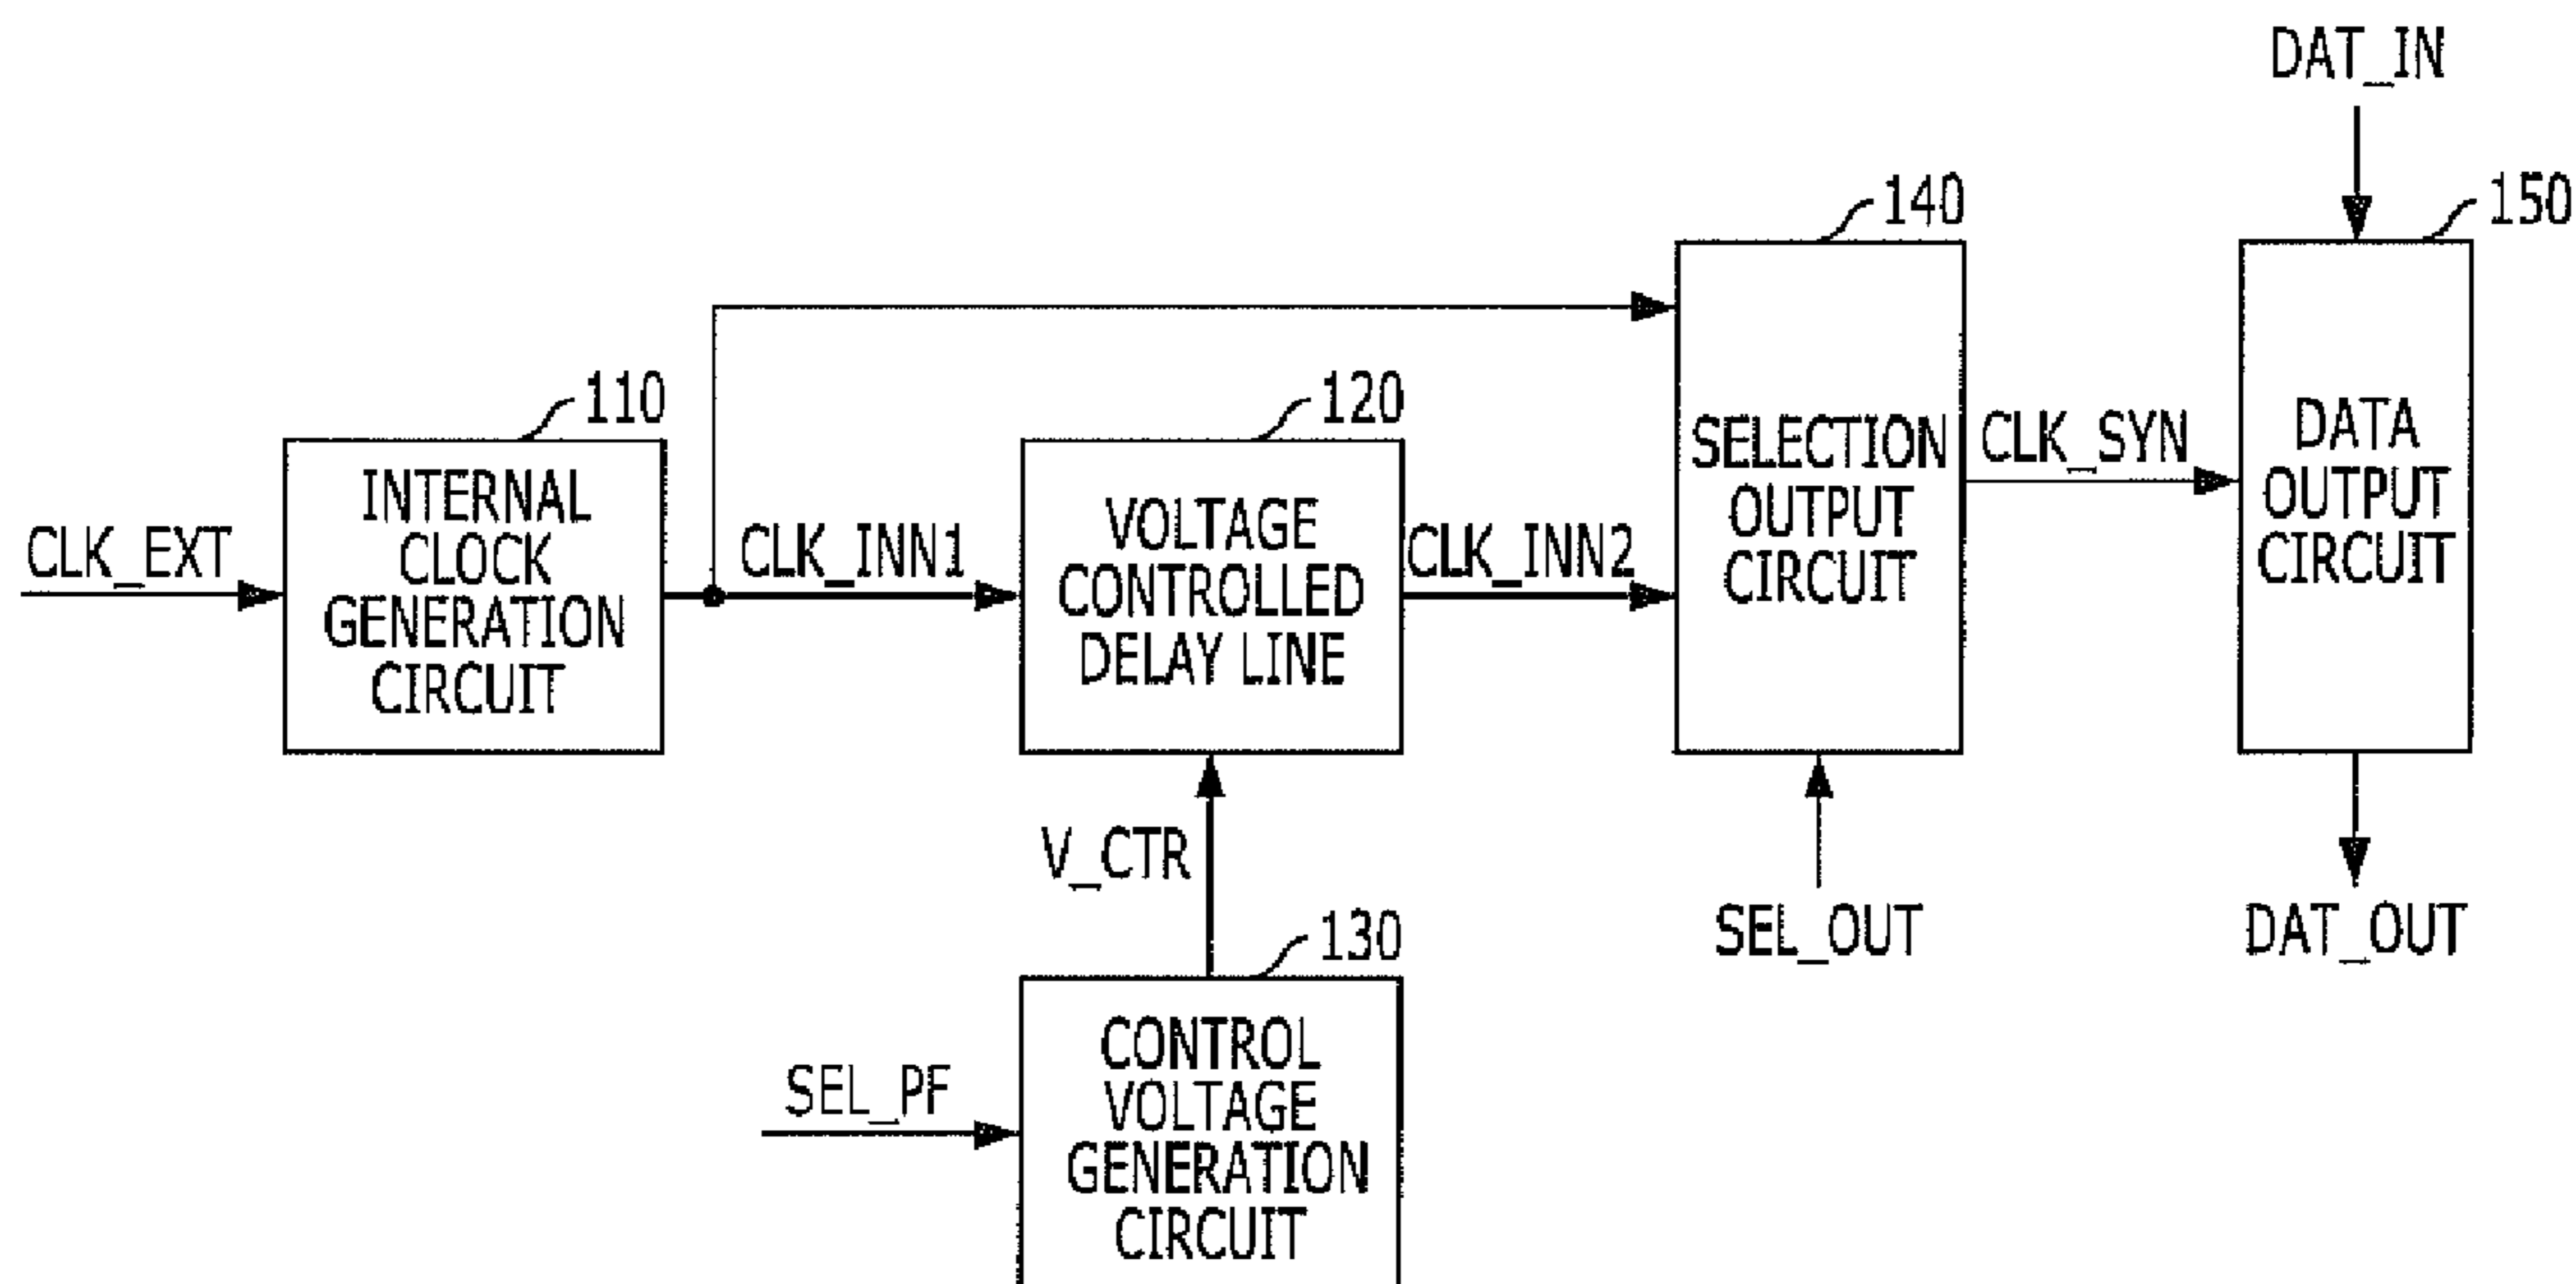 DAT_IN
140
150
110
120
INTERNAL
CLOCK
GENERATION
CIRCUIT
VOLTAGE
CONTROLLED
DELAY LINE
SELECTION
OUTPUT
CIRCUIT
DATA
OUTPUT
CIRCUIT
CLK_EXT
CLK_INN1
CLK_INN2
CLK_SYN
V_CTR
SEL_OUT
DAT_OUT
130
SEL_PF
CONTROL
VOLTAGE
GENERATION
CIRCUIT